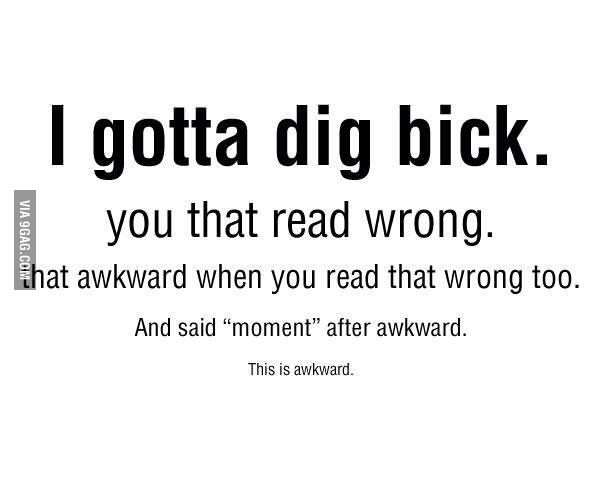 I gotta dig bick.
you that read wrong.
that awkward when you read that wrong too.
And said “moment” after awkward.
This is awkward.
VIA 9GAG.COM